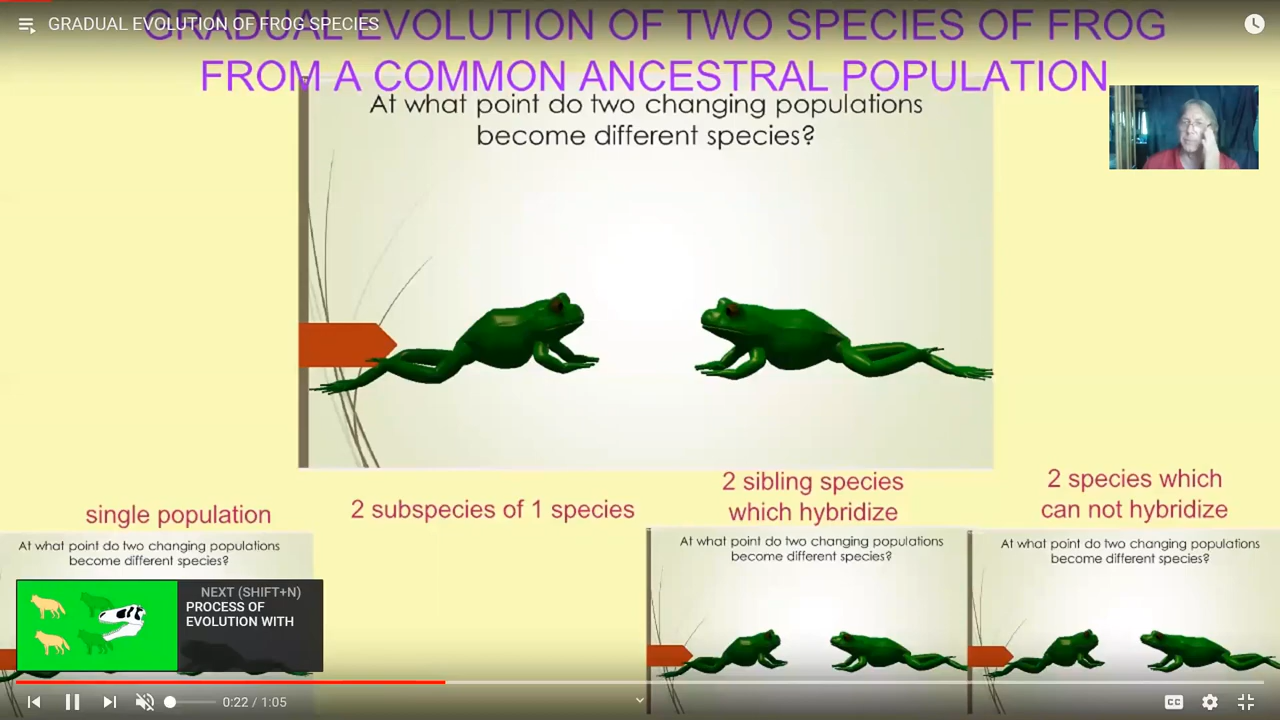 GRADUAL EVOLUTION OF FROG SPECIES
GRADUAL EVOLUTION OF TWO SPECIES OF FROG
FROM A COMMON ANCESTRAL POPULATION
At what point do two changing populations
become different species?
single population
2 subspecies of 1 species
2 sibling species
which hybridize
2 species which
can not hybridize
At what point do two changing populations
become different species?
At what point do two changing populations
become different species?
At what point do two changing populations
become different species?
NEXT (SHIFT+N)
PROCESS OF
EVOLUTION WITH
0:22 / 1:05
CC